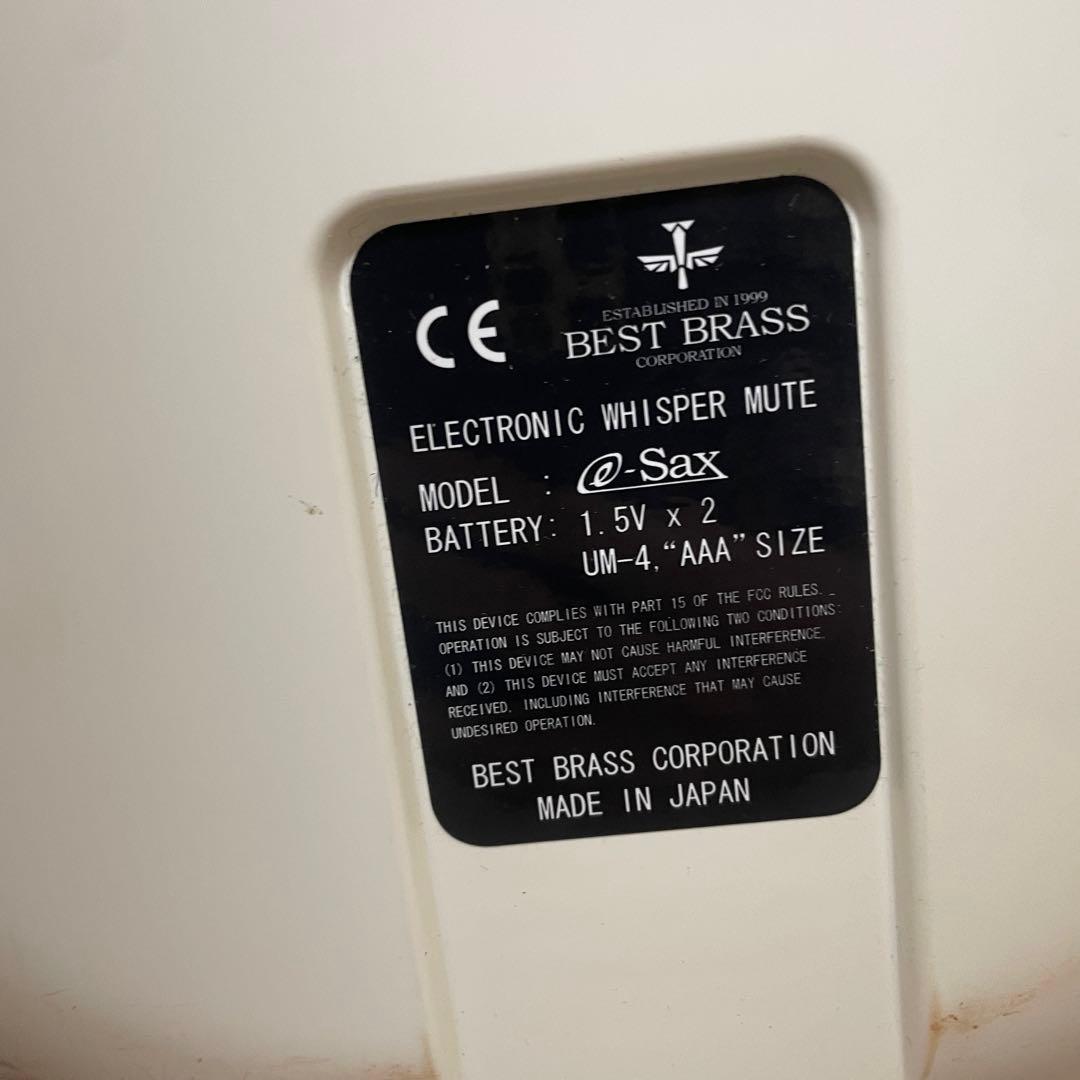 CE
ESTABLISHED IN 1999
BEST BRASS
CORPORATION
ELECTRONIC WHISPER MUTE
MODEL : e-Sax
BATTERY: 1.5V x 2
UM-4, "AAA" SIZE
THIS DEVICE COMPLIES WITH PART 15 OF THE FCC RULES.
OPERATION IS SUBJECT TO THE FOLLOWING TWO CONDITIONS:
(1) THIS DEVICE MAY NOT CAUSE HARMFUL INTERFERENCE,
AND (2) THIS DEVICE MUST ACCEPT ANY INTERFERENCE
RECEIVED, INCLUDING INTERFERENCE THAT MAY CAUSE
UNDESIRED OPERATION.
BEST BRASS CORPORATION
MADE IN JAPAN